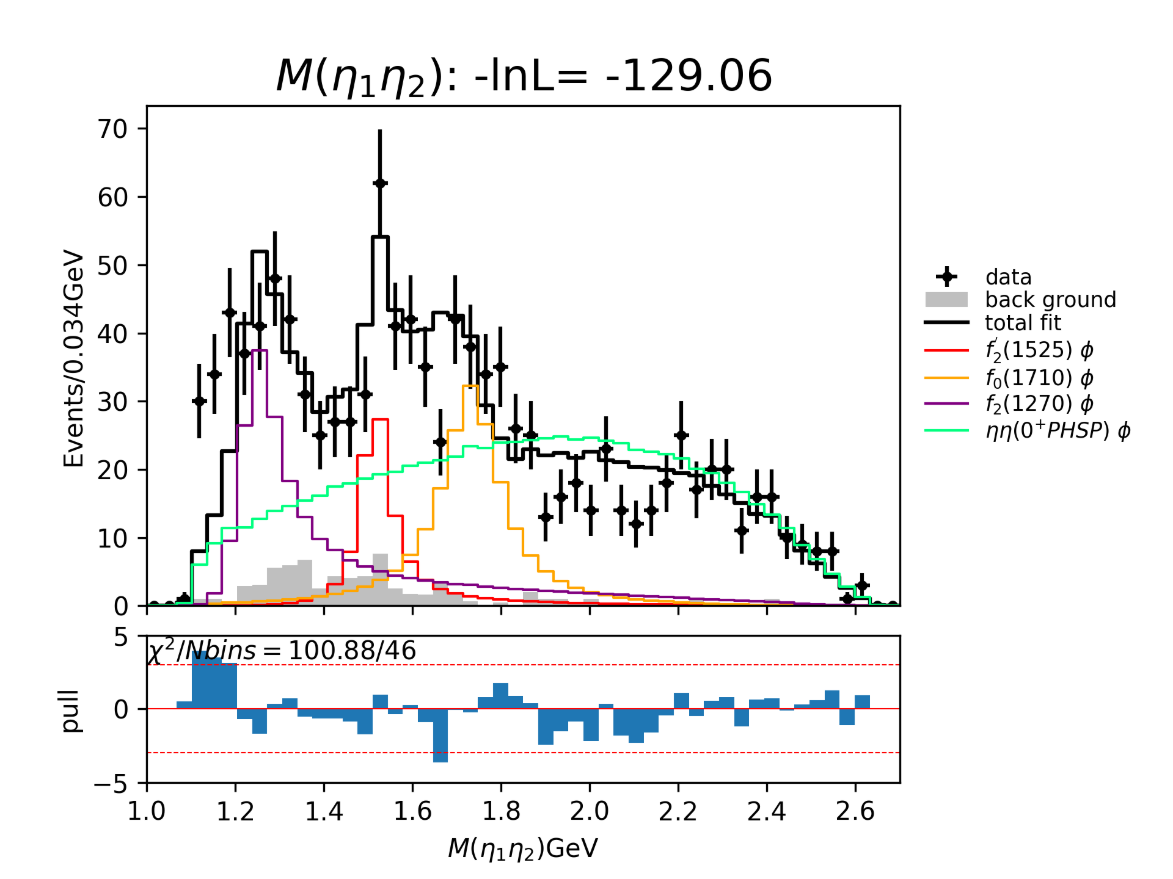 M(η₁η₂): -lnL= -129.06
Events/0.034GeV
70
60
50
40
30
20
10
0
data
back ground
total fit
f₂′(1525) ϕ
f₀(1710) ϕ
f₂(1270) ϕ
ηη(0⁺PHSP) ϕ
χ²/Nbins = 100.88/46
pull
5
0
−5
1.0 1.2 1.4 1.6 1.8 2.0 2.2 2.4 2.6
M(η₁η₂)GeV